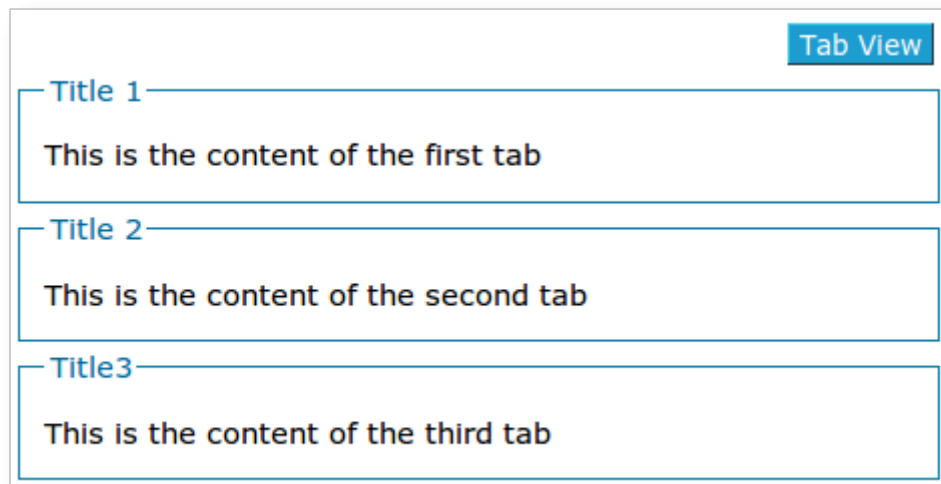 Tab View
Title 1
This is the content of the first tab
Title 2
This is the content of the second tab
Title3
This is the content of the third tab